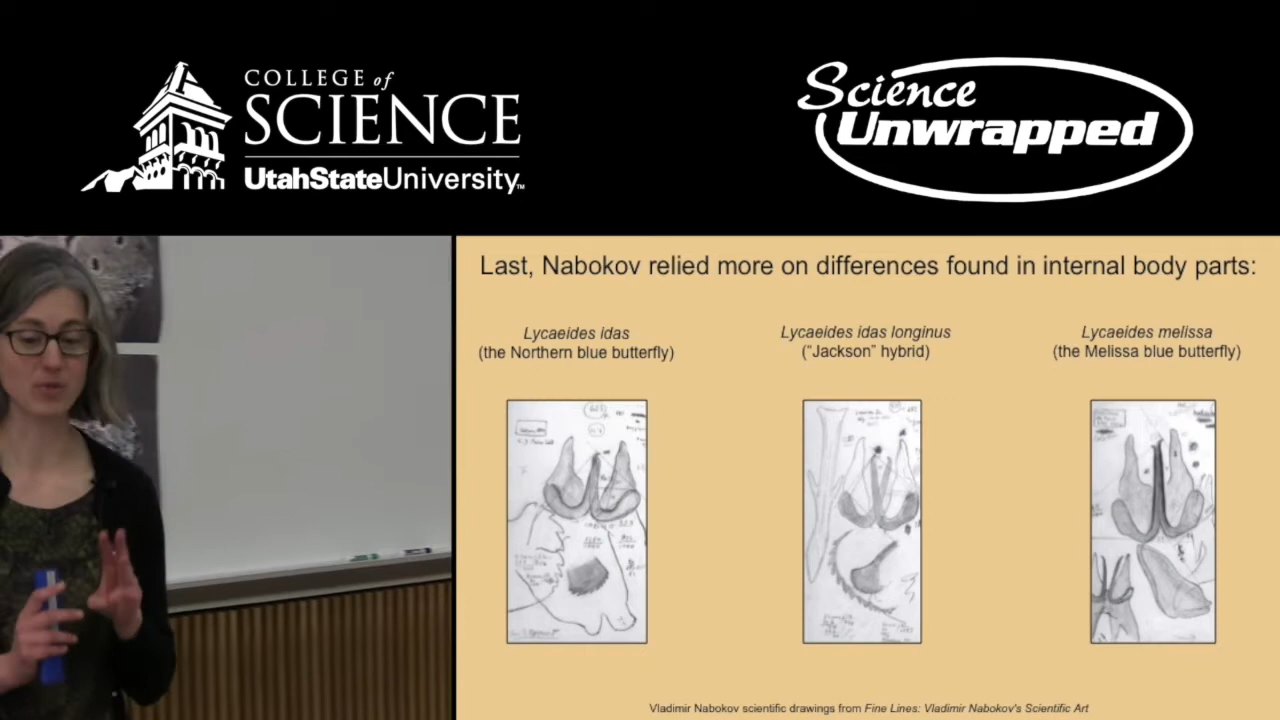 COLLEGE of
SCIENCE
UtahStateUniversity™
Science
Unwrapped
Last, Nabokov relied more on differences found in internal body parts:
Lycaeides idas
(the Northern blue butterfly)
Lycaeides idas longinus
("Jackson" hybrid)
Lycaeides melissa
(the Melissa blue butterfly)
Vladimir Nabokov scientific drawings from Fine Lines: Vladimir Nabokov's Scientific Art